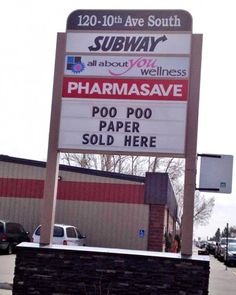 120-10th Ave South
SUBWAY
all about you
wellness
PHARMASAVE
POO POO
PAPER
SOLD HERE